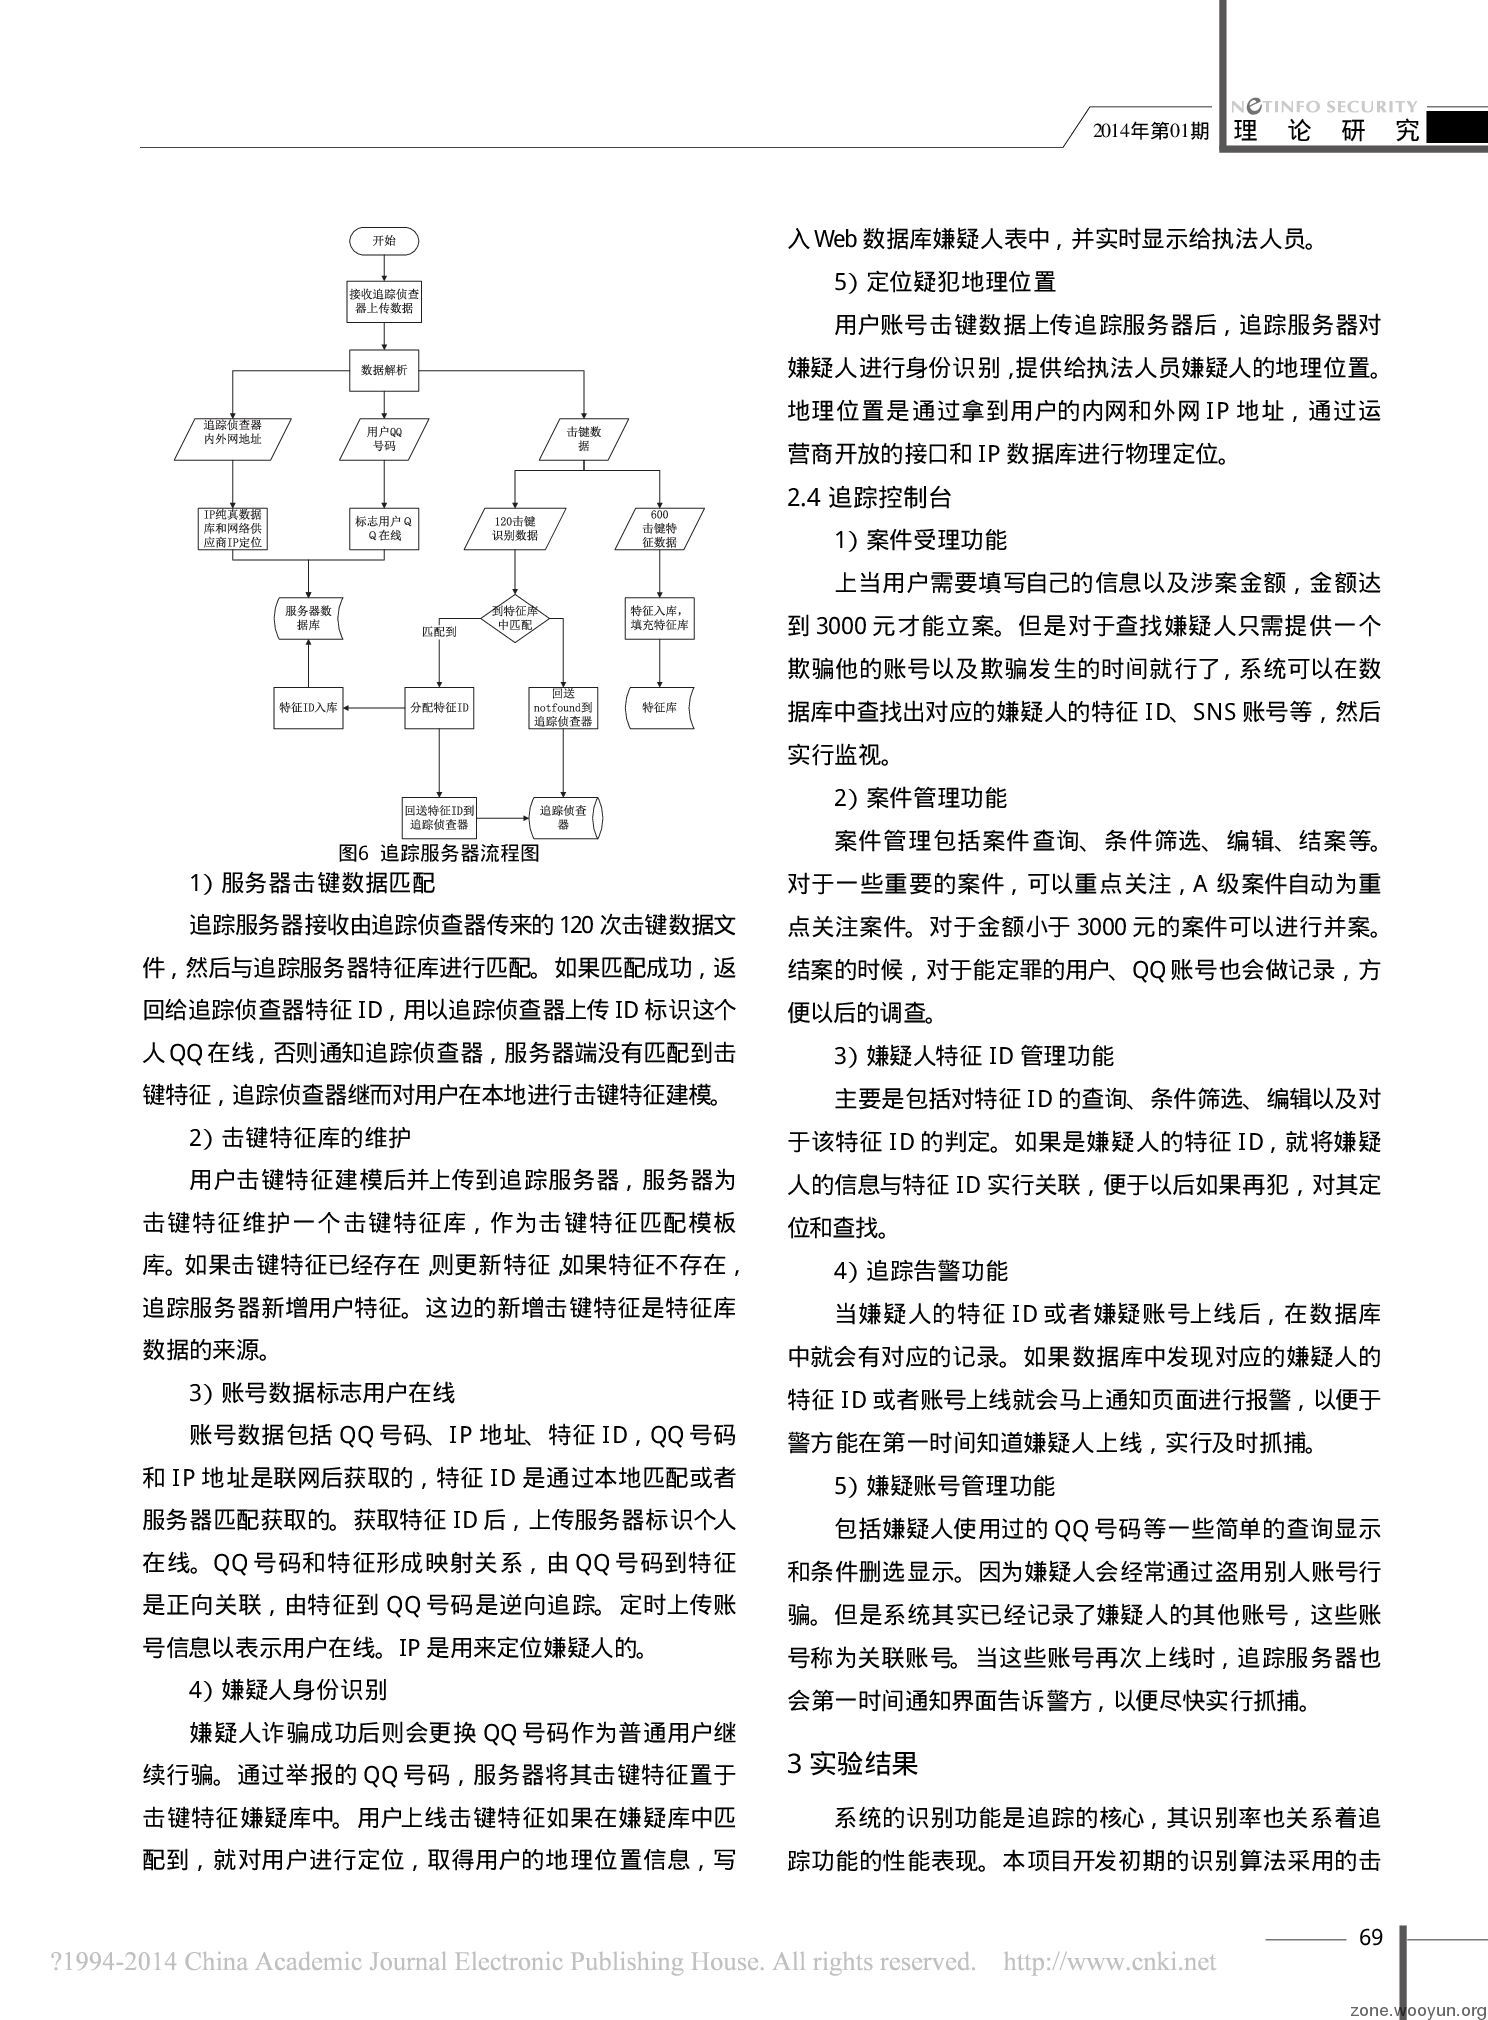 NeTINFO SECURITY
2014年第01期
理 论 研 究
开始
接收追踪侦查
器上传数据
数据解析
追踪侦查器
内外网地址
用户QQ
号码
击键数
据
IP纯真数据
库和网络供
应商IP定位
标志用户Q
Q在线
120击键
识别数据
600
击键特
征数据
服务器数
据库
匹配到
到特征库
中匹配
特征入库，
填充特征库
特征ID入库
分配特征ID
回送
notfound到
追踪侦查器
特征库
回送特征ID到
追踪侦查器
追踪侦查
器
图6 追踪服务器流程图
1）服务器击键数据匹配
追踪服务器接收由追踪侦查器传来的 120 次击键数据文
件，然后与追踪服务器特征库进行匹配。如果匹配成功，返
回给追踪侦查器特征 ID，用以追踪侦查器上传 ID 标识这个
人 QQ 在线，否则通知追踪侦查器，服务器端没有匹配到击
键特征，追踪侦查器继而对用户在本地进行击键特征建模。
2）击键特征库的维护
用户击键特征建模后并上传到追踪服务器，服务器为
击键特征维护一个击键特征库，作为击键特征匹配模板
库。如果击键特征已经存在，则更新特征，如果特征不存在，
追踪服务器新增用户特征。这边的新增击键特征是特征库
数据的来源。
3）账号数据标志用户在线
账号数据包括 QQ 号码、IP 地址、特征 ID，QQ 号码
和 IP 地址是联网后获取的，特征 ID 是通过本地匹配或者
服务器匹配获取的。获取特征 ID 后，上传服务器标识个人
在线。QQ 号码和特征形成映射关系，由 QQ 号码到特征
是正向关联，由特征到 QQ 号码是逆向追踪。定时上传账
号信息以表示用户在线。IP 是用来定位嫌疑人的。
4）嫌疑人身份识别
嫌疑人诈骗成功后则会更换 QQ 号码作为普通用户继
续行骗。通过举报的 QQ 号码，服务器将其击键特征置于
击键特征嫌疑库中。用户上线击键特征如果在嫌疑库中匹
配到，就对用户进行定位，取得用户的地理位置信息，写
入 Web 数据库嫌疑人表中，并实时显示给执法人员。
5）定位疑犯地理位置
用户账号击键数据上传追踪服务器后，追踪服务器对
嫌疑人进行身份识别，提供给执法人员嫌疑人的地理位置。
地理位置是通过拿到用户的内网和外网 IP 地址，通过运
营商开放的接口和 IP 数据库进行物理定位。
2.4 追踪控制台
1）案件受理功能
上当用户需要填写自己的信息以及涉案金额，金额达
到 3000 元才能立案。但是对于查找嫌疑人只需提供一个
欺骗他的账号以及欺骗发生的时间就行了，系统可以在数
据库中查找出对应的嫌疑人的特征 ID、SNS 账号等，然后
实行监视。
2）案件管理功能
案件管理包括案件查询、条件筛选、编辑、结案等。
对于一些重要的案件，可以重点关注，A 级案件自动为重
点关注案件。对于金额小于 3000 元的案件可以进行并案。
结案的时候，对于能定罪的用户、QQ 账号也会做记录，方
便以后的调查。
3）嫌疑人特征 ID 管理功能
主要是包括对特征 ID 的查询、条件筛选、编辑以及对
于该特征 ID 的判定。如果是嫌疑人的特征 ID，就将嫌疑
人的信息与特征 ID 实行关联，便于以后如果再犯，对其定
位和查找。
4）追踪告警功能
当嫌疑人的特征 ID 或者嫌疑账号上线后，在数据库
中就会有对应的记录。如果数据库中发现对应的嫌疑人的
特征 ID 或者账号上线就会马上通知页面进行报警，以便于
警方能在第一时间知道嫌疑人上线，实行及时抓捕。
5）嫌疑账号管理功能
包括嫌疑人使用过的 QQ 号码等一些简单的查询显示
和条件删选显示。因为嫌疑人会经常通过盗用别人账号行
骗。但是系统其实已经记录了嫌疑人的其他账号，这些账
号称为关联账号。当这些账号再次上线时，追踪服务器也
会第一时间通知界面告诉警方，以便尽快实行抓捕。
3 实验结果
系统的识别功能是追踪的核心，其识别率也关系着追
踪功能的性能表现。本项目开发初期的识别算法采用的击
69
?1994-2014 China Academic Journal Electronic Publishing House. All rights reserved. http://www.cnki.net
zone.wooyun.org